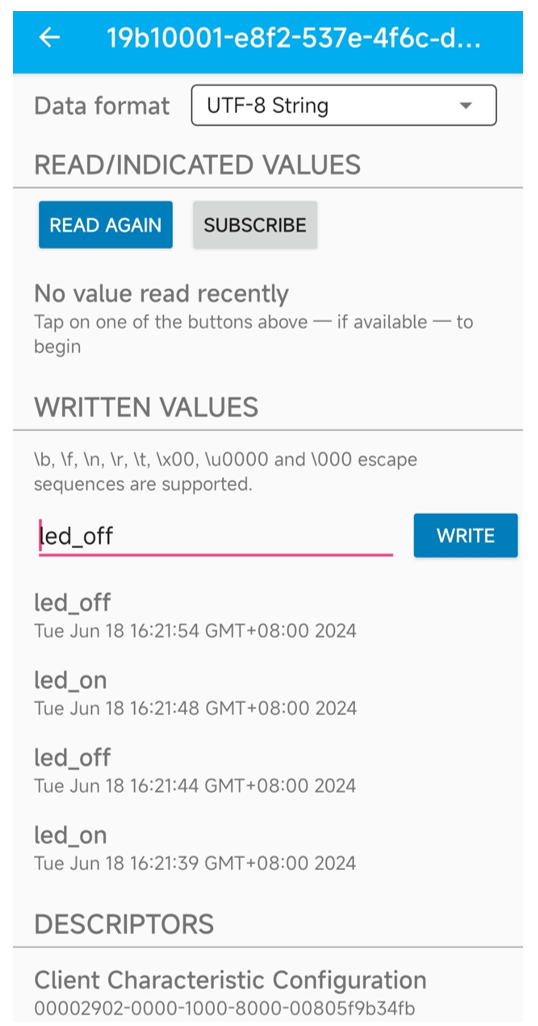 19b10001-e8f2-537e-4f6c-d...
Data format
UTF-8 String
READ/INDICATED VALUES
READ AGAIN
SUBSCRIBE
No value read recently
Tap on one of the buttons above — if available — to
begin
WRITTEN VALUES
\b, \f, \n, \r, \t, \x00, \u0000 and \000 escape
sequences are supported.
led_off
WRITE
led_off
Tue Jun 18 16:21:54 GMT+08:00 2024
led_on
Tue Jun 18 16:21:48 GMT+08:00 2024
led_off
Tue Jun 18 16:21:44 GMT+08:00 2024
led_on
Tue Jun 18 16:21:39 GMT+08:00 2024
DESCRIPTORS
Client Characteristic Configuration
00002902-0000-1000-8000-00805f9b34fb